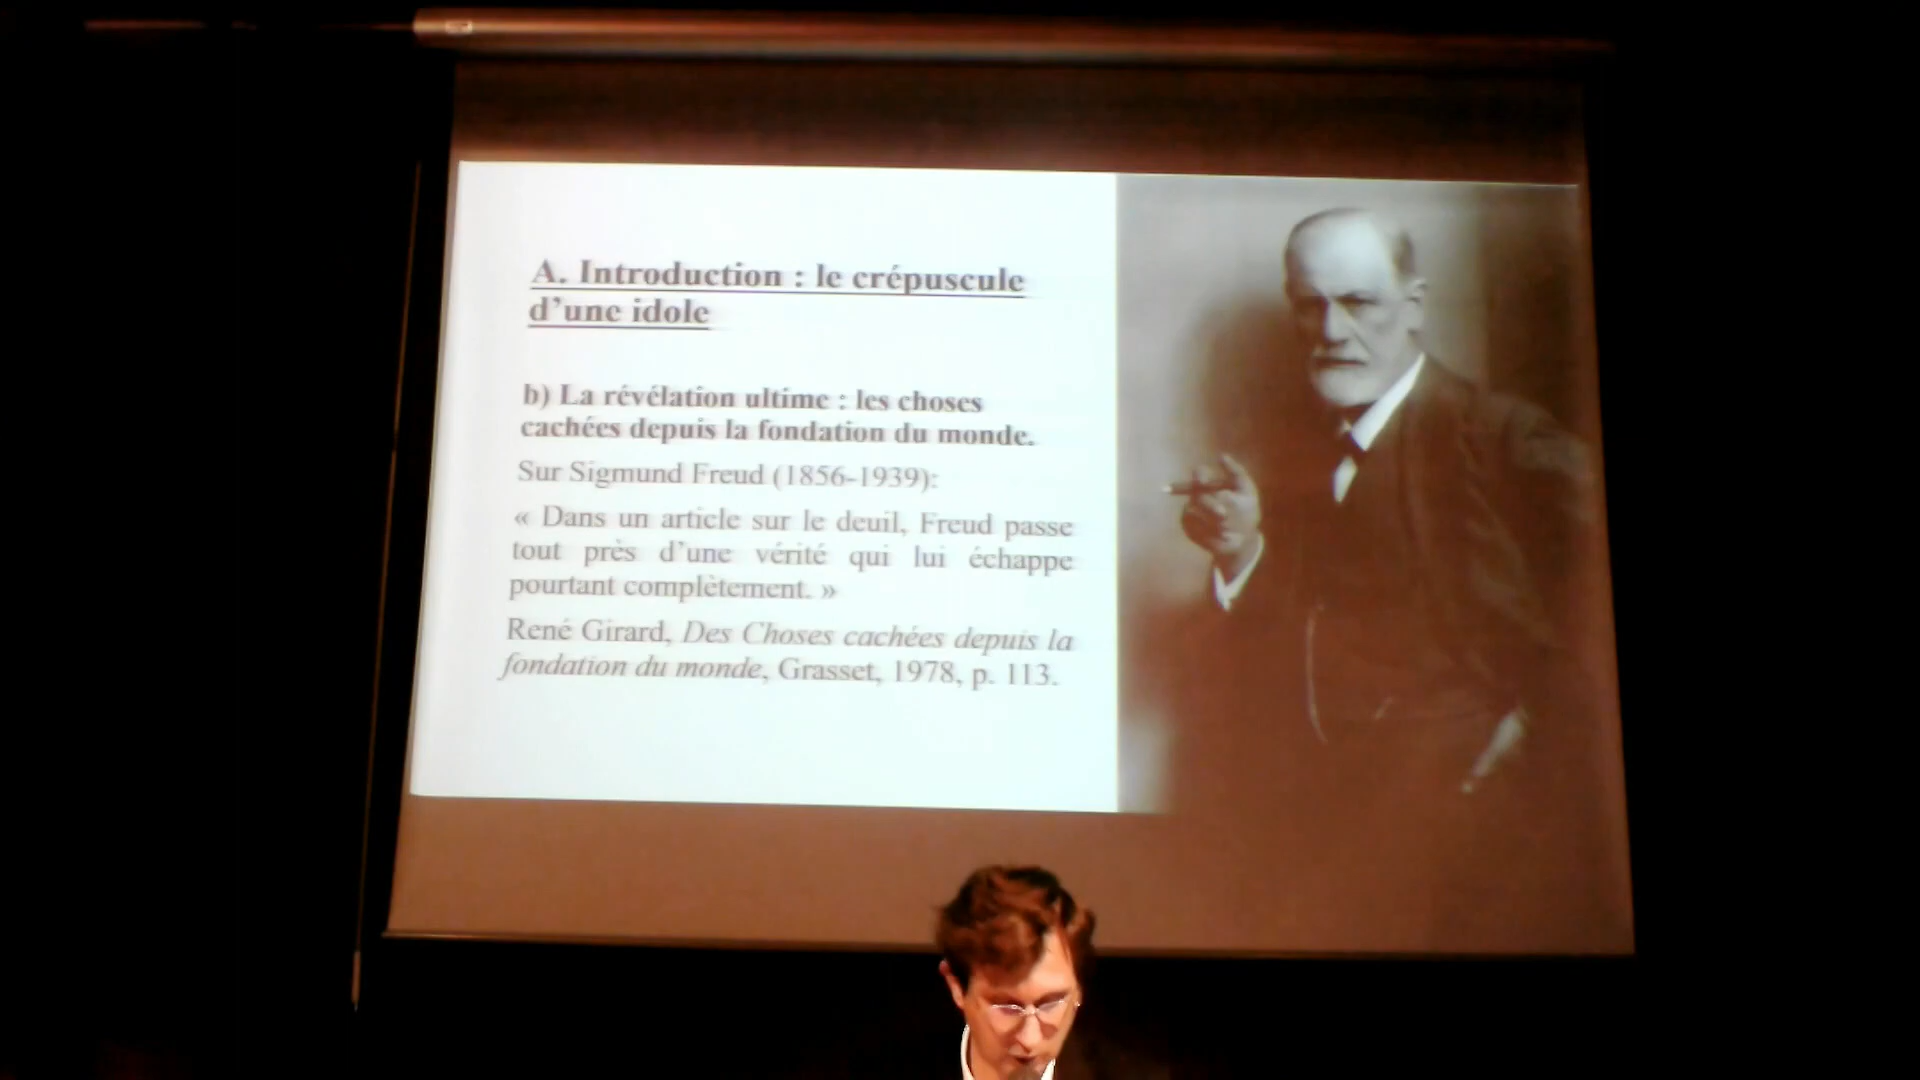 A. Introduction : le crépuscule
d’une idole
b) La révélation ultime : les choses
cachées depuis la fondation du monde.
Sur Sigmund Freud (1856-1939):
« Dans un article sur le deuil, Freud passe
tout près d’une vérité qui lui échappe
pourtant complètement. »
René Girard, Des Choses cachées depuis la
fondation du monde, Grasset, 1978, p. 113.